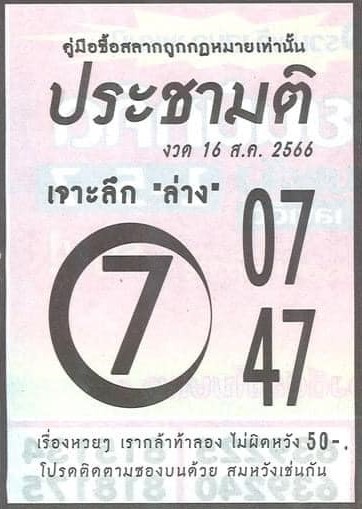 คู่มือซื้อสลากถูกกฎหมายเท่านั้น
ประชามติ
งวด 16 ส.ค. 2566
เจาะลึก "ล่าง"
7
07
47
เรื่องหวยๆ เรากล้าท้าลอง ไม่ผิดหวัง 50-.
โปรดติดตามซองบนด้วย สมหวังเช่นกัน